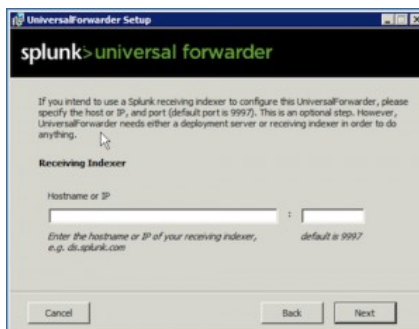 UniversalForwarder Setup
splunk>universal forwarder
If you intend to use a Splunk receiving indexer to configure this UniversalForwarder, please
specify the host or IP, and port (default port is 9997). This is an optional step. However,
UniversalForwarder needs either a deployment server or receiving indexer in order to do
anything.
Receiving Indexer
Hostname or IP
:
Enter the hostname or IP of your receiving indexer, default is 9997
e.g. ds.splunk.com
Cancel Back Next